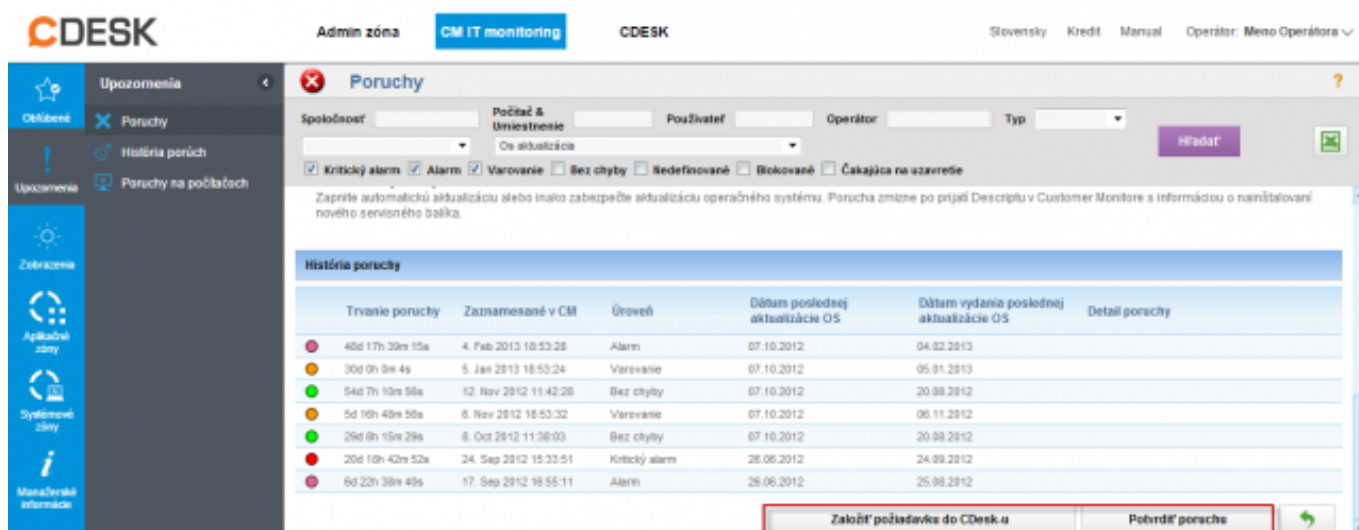 CDESK
Admin zóna CM IT monitoring CDESK Slovensky Kredit Manual Operátor: Meno Operátora
Obľúbené
Upozornenia
Zobrazenia
Aplikačné
zóny
Systémové
zóny
Manažerské
informácie
Upozornenia
Poruchy
História porúch
Poruchy na počítačoch
Poruchy ?
Spoločnosť Počítač & Umiestnenie Používateľ Operátor Typ
Os aktualizácia Hľadať
Kritický alarm Alarm Varovanie Bez chyby Nedefinované Blokované Čakajúca na uzavretie
Zapnite automatickú aktualizáciu alebo inako zabezpečte aktualizáciu operačného systému. Porucha zmizne po prijatí Descriptu v Customer Monitore s informáciou o nainštalovaní
nového servisného balíka.
História poruchy
Trvanie poruchy Zaznamenané v CM Úroveň Dátum poslednej aktualizácie OS Dátum vydania poslednej aktualizácie OS Detail poruchy
48d 17h 39m 15s 4. Feb 2013 18:53:28 Alarm 07.10.2012 04.02.2013
30d 0h 0m 4s 5. Jan 2013 18:53:24 Varovanie 07.10.2012 05.01.2013
54d 7h 10m 56s 12. Nov 2012 11:42:28 Bez chyby 07.10.2012 20.08.2012
5d 16h 48m 56s 6. Nov 2012 18:53:32 Varovanie 07.10.2012 06.11.2012
29d 8h 15m 29s 8. Oct 2012 11:38:03 Bez chyby 07.10.2012 20.08.2012
20d 18h 42m 52s 24. Sep 2012 15:33:51 Kritický alarm 26.06.2012 24.09.2012
6d 22h 38m 40s 17. Sep 2012 16:55:11 Alarm 26.06.2012 25.08.2012
Založiť požiadavku do CDesk-u Potvrdiť poruchu